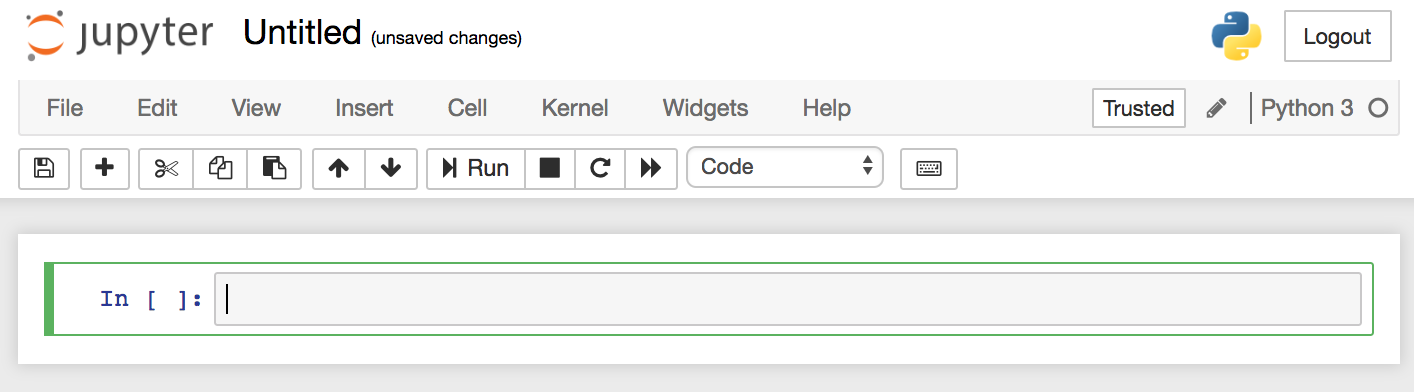 jupyter Untitled (unsaved changes) Logout
File Edit View Insert Cell Kernel Widgets Help Trusted Python 3
Run Code
In [ ]: